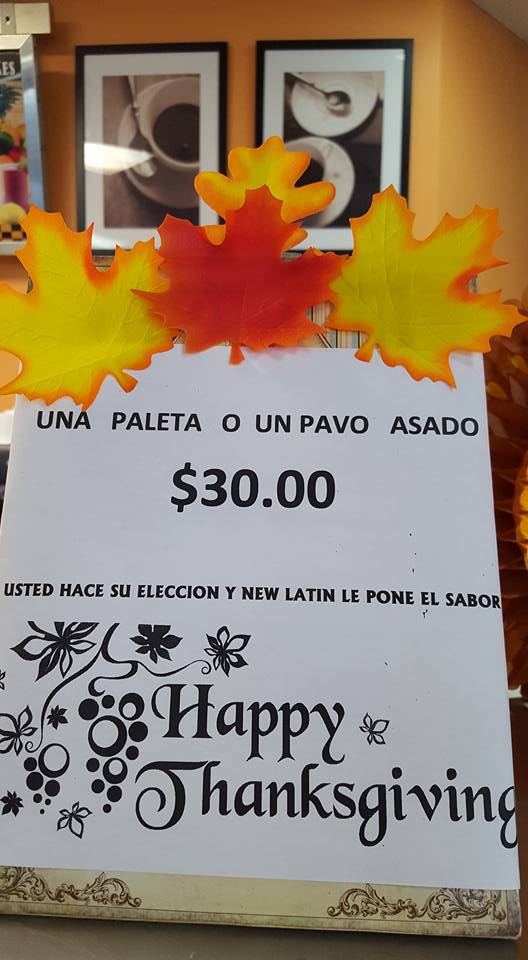 UNA PALETA O UN PAVO ASADO
$30.00
USTED HACE SU ELECCION Y NEW LATIN LE PONE EL SABOR
Happy
Thanksgiving